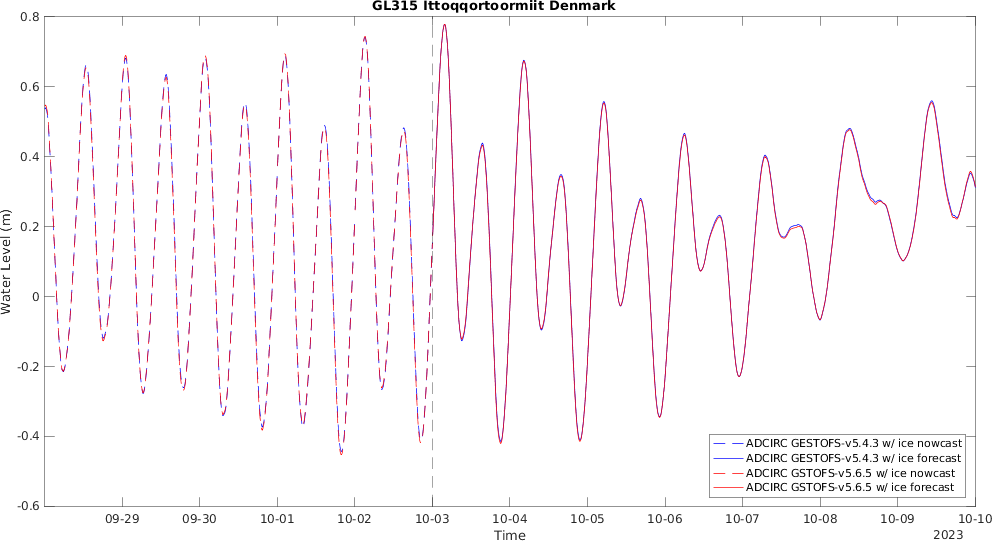 GL315 Ittoqqortoormiit Denmark
0.8
0.6
0.4
0.2
0
-0.2
-0.4
-0.6
Water Level (m)
ADCIRC GESTOFS-v5.4.3 w/ ice nowcast
ADCIRC GESTOFS-v5.4.3 w/ ice forecast
ADCIRC GSTOFS-v5.6.5 w/ ice nowcast
ADCIRC GSTOFS-v5.6.5 w/ ice forecast
09-29 09-30 10-01 10-02 10-03 10-04 10-05 10-06 10-07 10-08 10-09 10-10
Time
2023